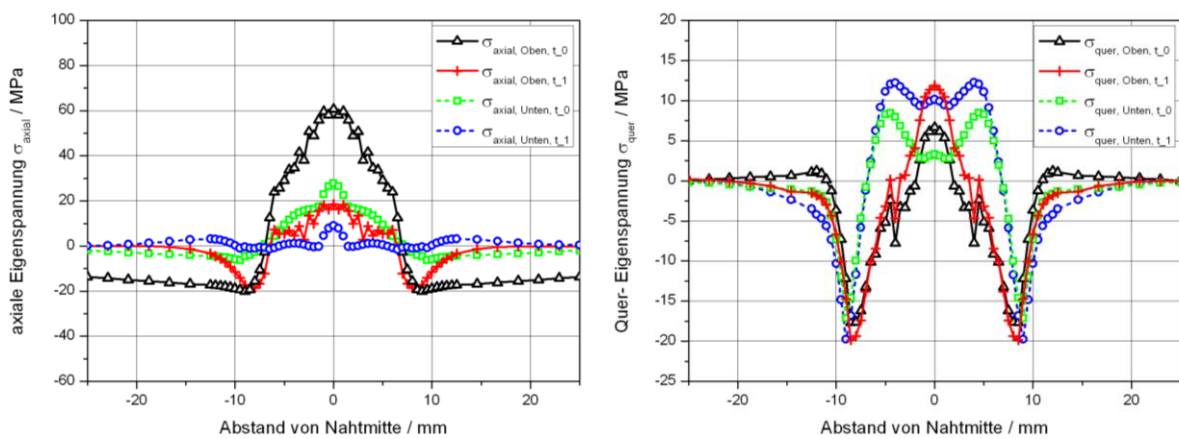 100
80
60
40
20
0
-20
-40
-60
axiale Eigenspannung σaxial / MPa
σaxial, Oben, t_0
σaxial, Oben, t_1
σaxial, Unten, t_0
σaxial, Unten, t_1
-20 -10 0 10 20
Abstand von Nahtmitte / mm
20
15
10
5
0
-5
-10
-15
-20
-25
Quer- Eigenspannung σquer / MPa
σquer, Oben, t_0
σquer, Oben, t_1
σquer, Unten, t_0
σquer, Unten, t_1
-20 -10 0 10 20
Abstand von Nahtmitte / mm